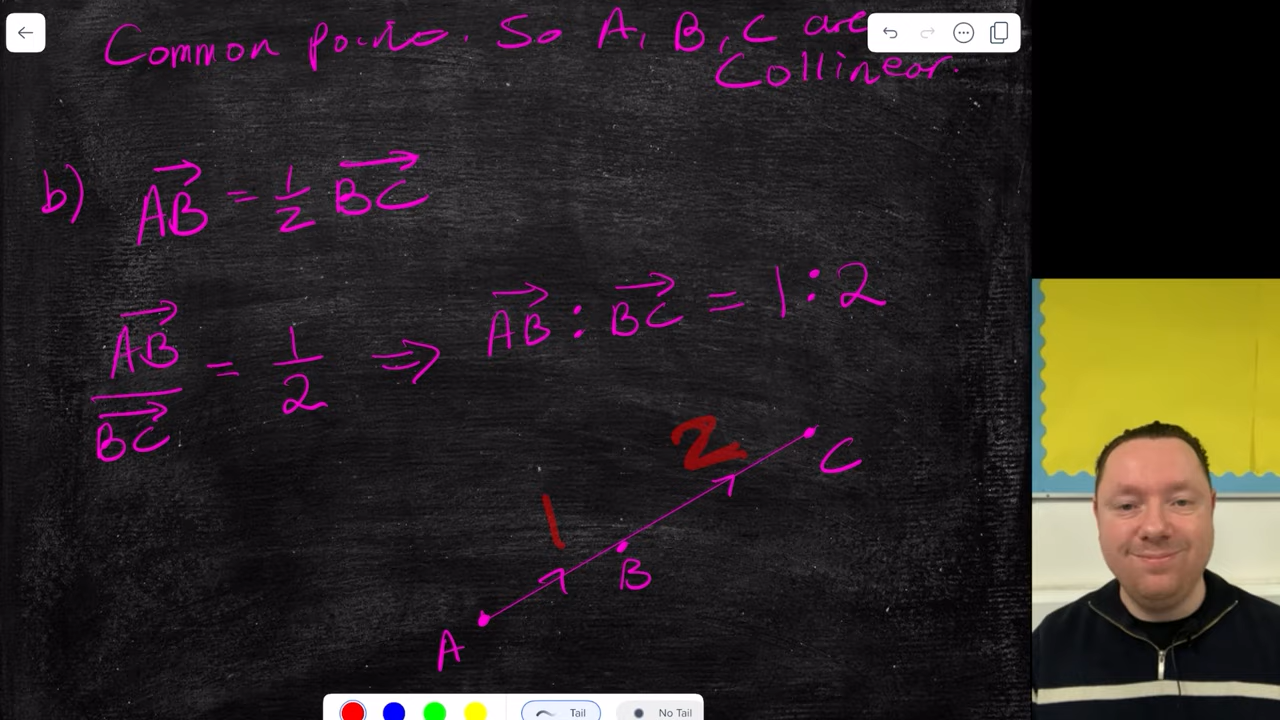 Common points. So A, B, C are
Collinear.
b) AB = 1/2 BC
AB/BC = 1/2 ⇒ AB : BC = 1:2
2
C
1
B
A
Tail
No Tail